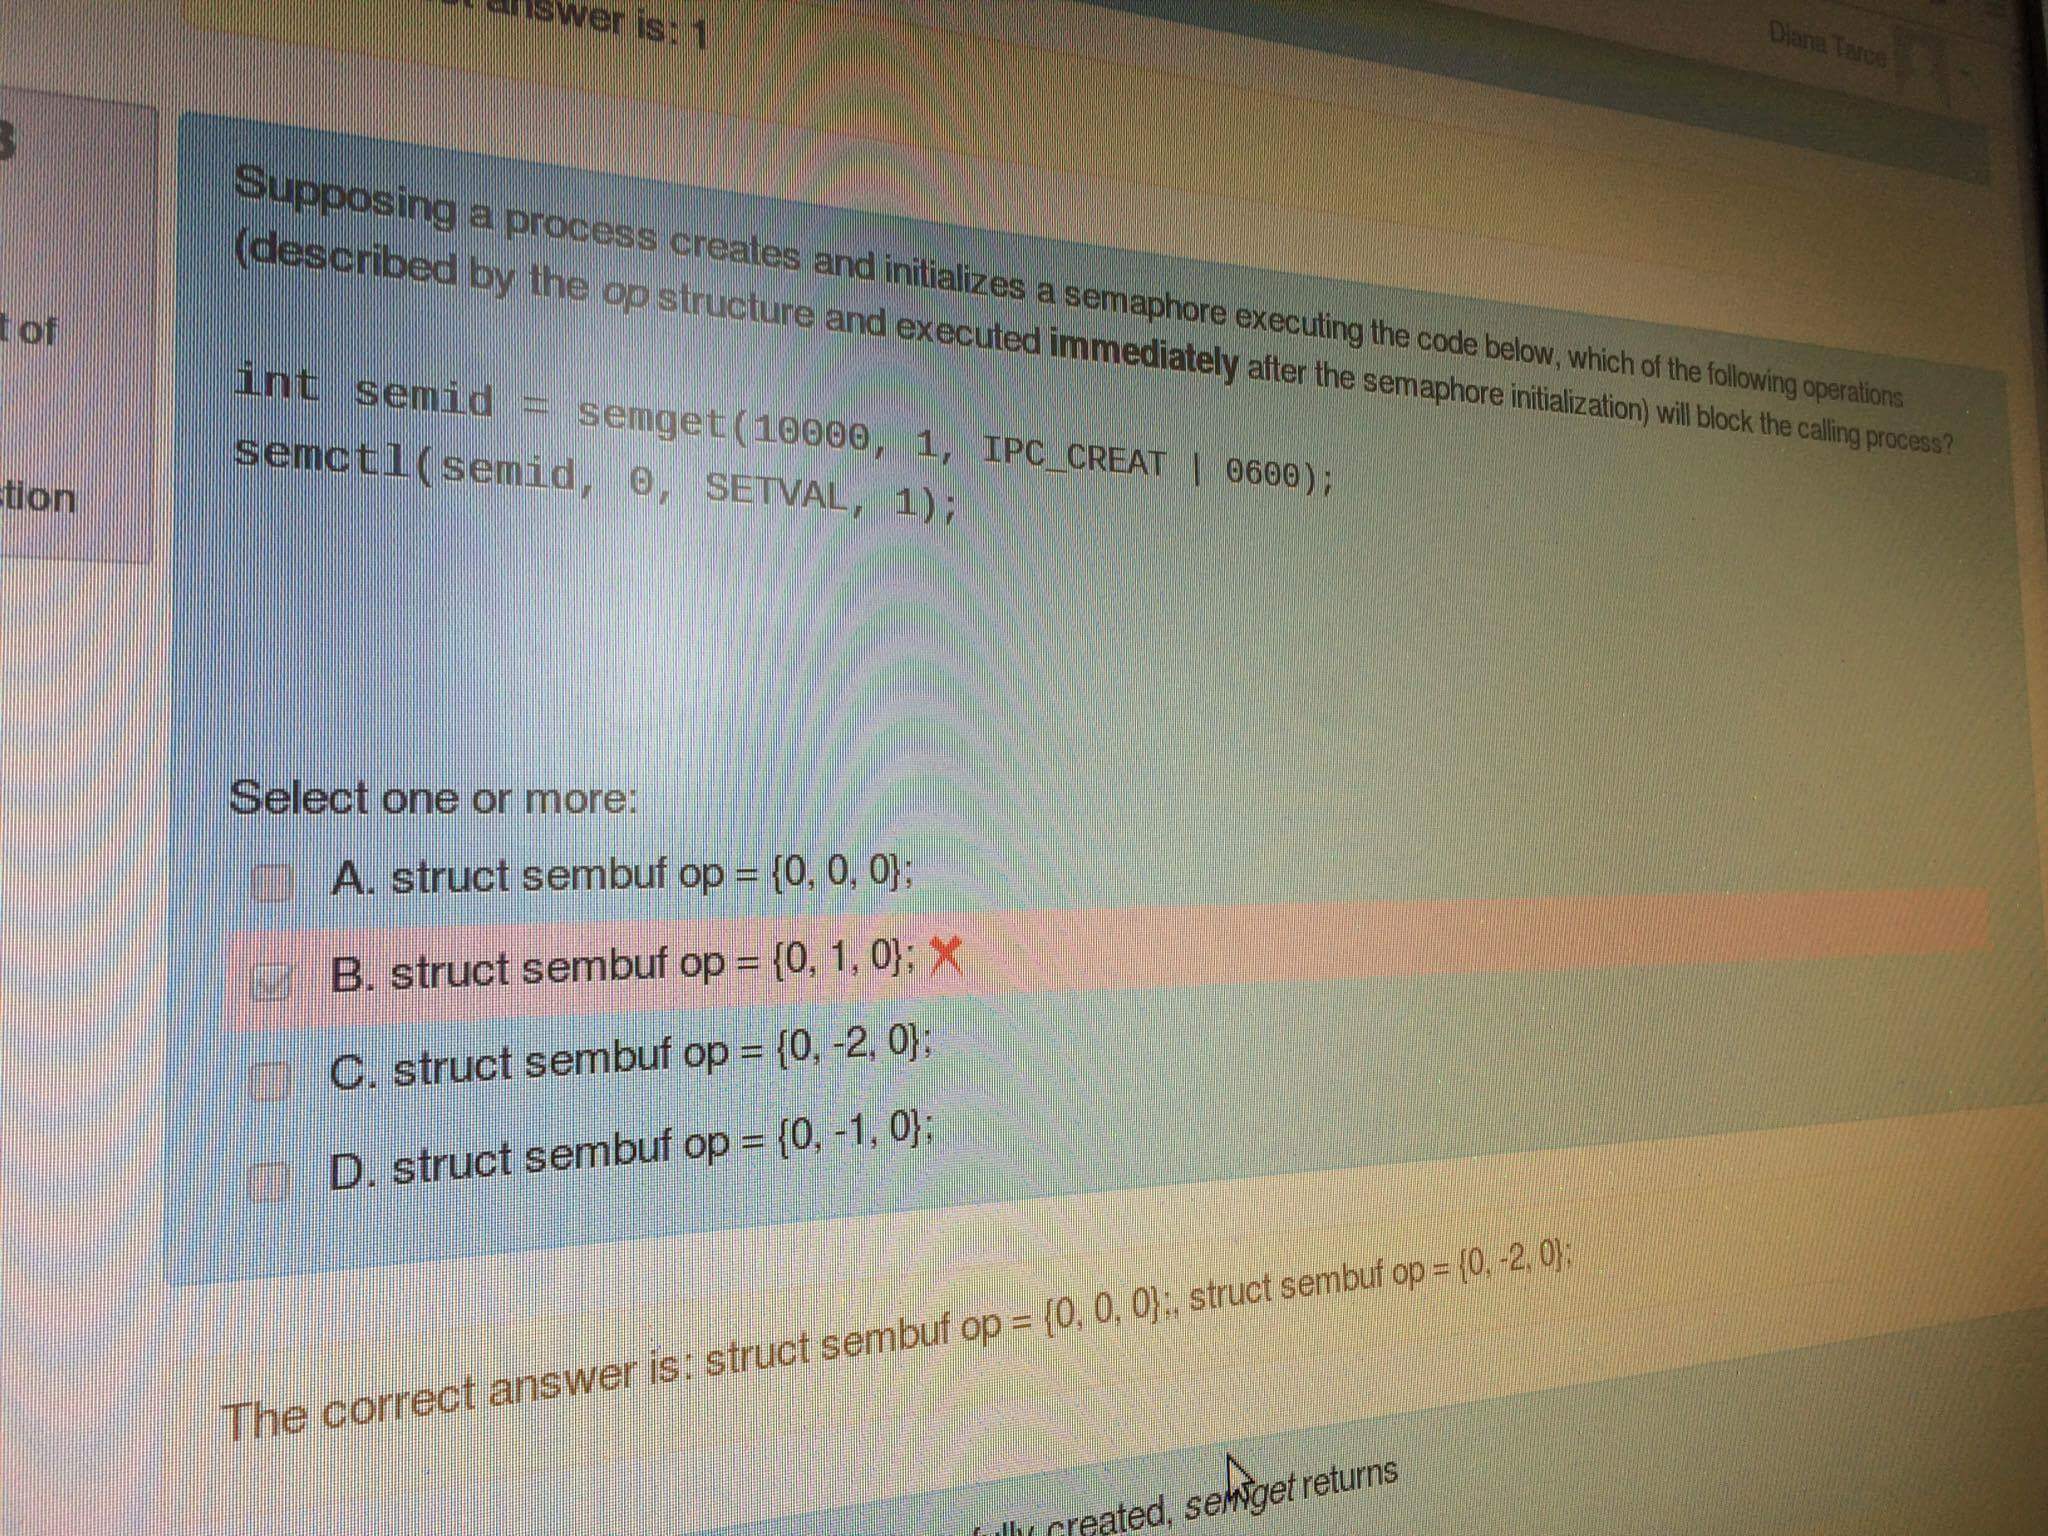 answer is: 1
Diana Tarce
t of
tion
Supposing a process creates and initializes a semaphore executing the code below, which of the following operations
(described by the op structure and executed immediately after the semaphore initialization) will block the calling process?
int semid = semget(10000, 1, IPC_CREAT | 0600);
semctl(semid, 0, SETVAL, 1);
Select one or more:
A. struct sembuf op = {0, 0, 0};
B. struct sembuf op = {0, 1, 0};
C. struct sembuf op = {0, -2, 0};
D. struct sembuf op = {0, -1, 0};
The correct answer is: struct sembuf op = {0, 0, 0};, struct sembuf op = {0, -2, 0};
created, semget returns